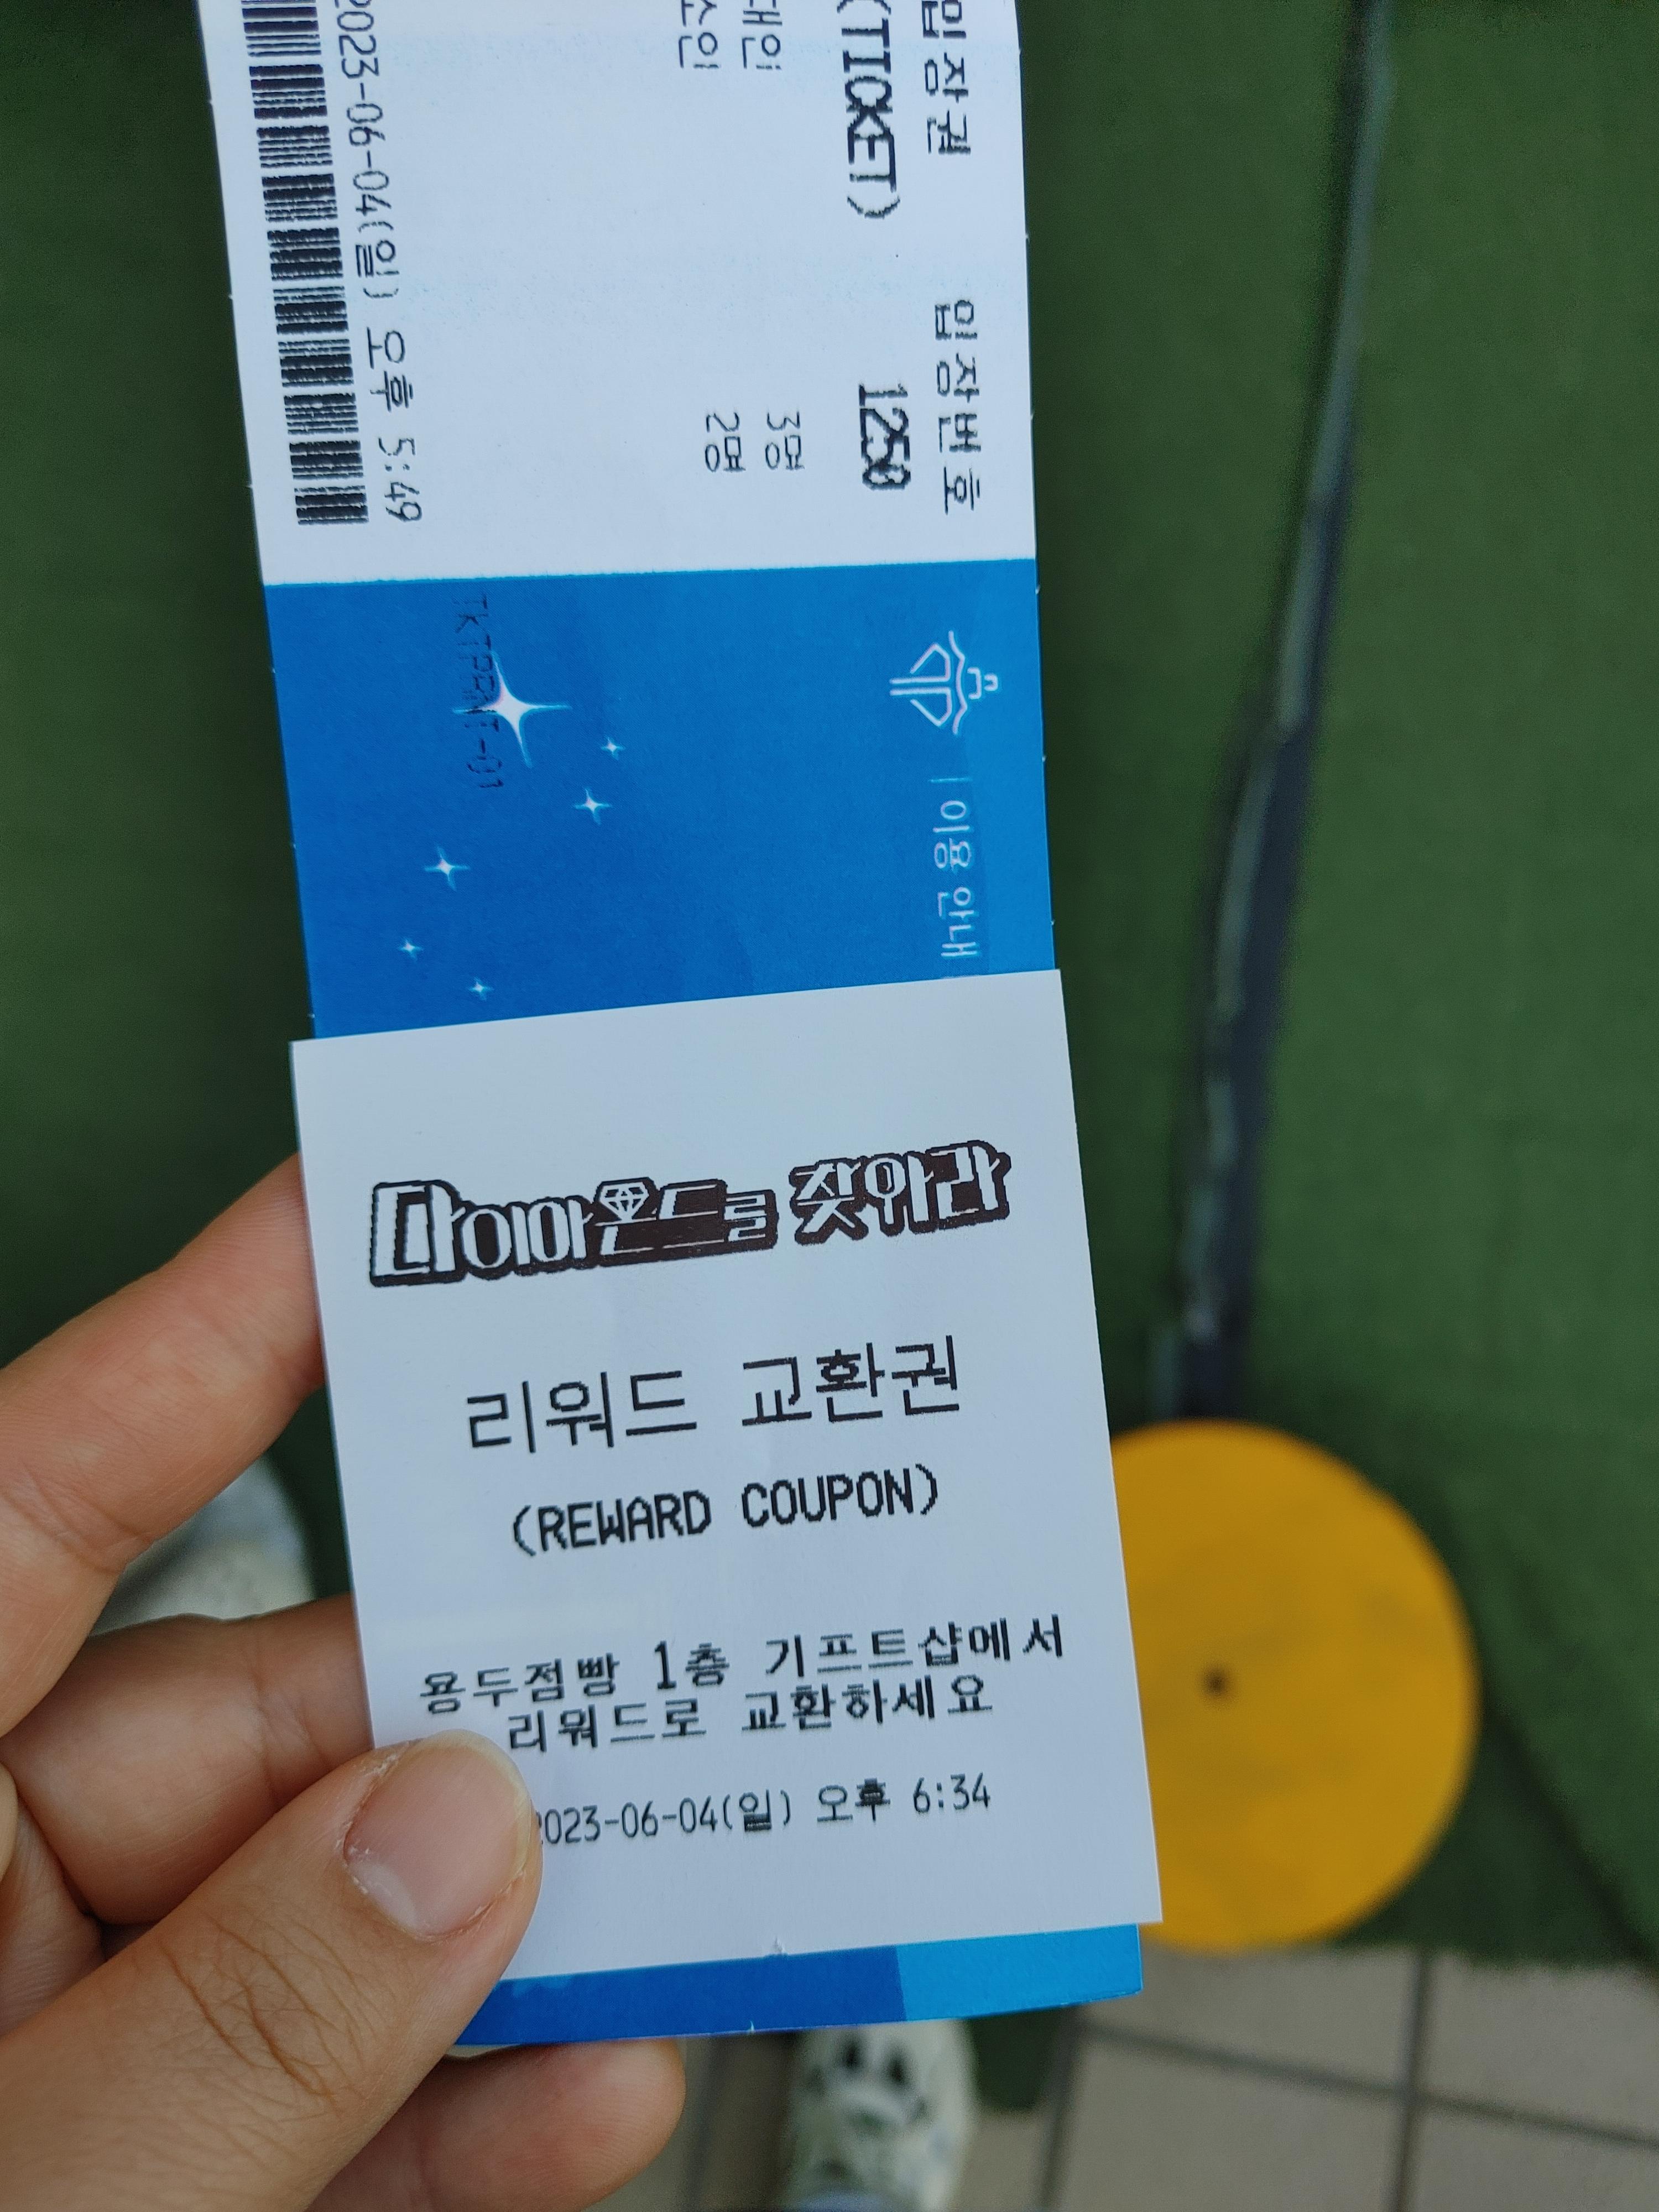 입장권 입장번호
(TICKET) 1250
대인 3명
소인 2명
2023-06-04(일) 오후 5:49
| 이용안내
TKTPRNT-01
다이아몬드를 찾아라
리워드 교환권
(REWARD COUPON)
용두점빵 1층 기프트샵에서
리워드로 교환하세요
2023-06-04(일) 오후 6:34